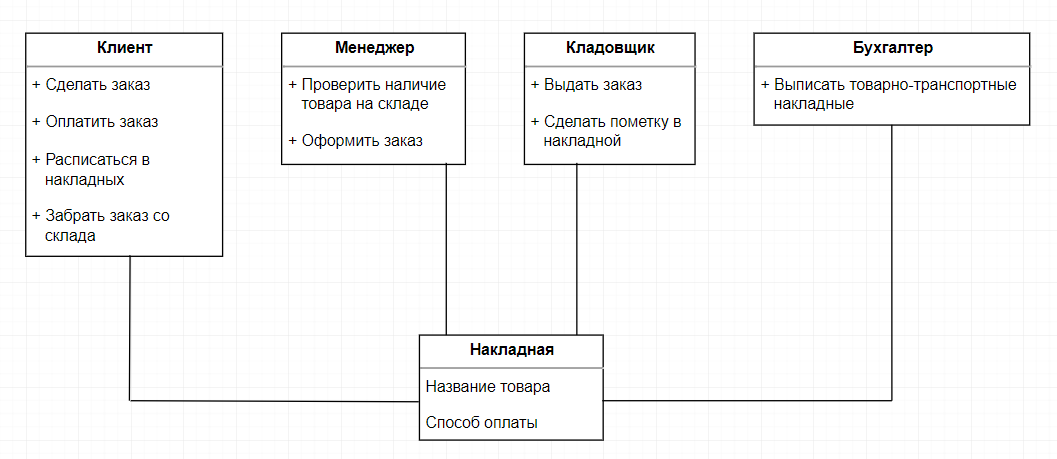 Клиент
+ Сделать заказ
+ Оплатить заказ
+ Расписаться в
накладных
+ Забрать заказ со
склада
Менеджер
+ Проверить наличие
товара на складе
+ Оформить заказ
Кладовщик
+ Выдать заказ
+ Сделать пометку в
накладной
Бухгалтер
+ Выписать товарно-транспортные
накладные
Накладная
Название товара
Способ оплаты